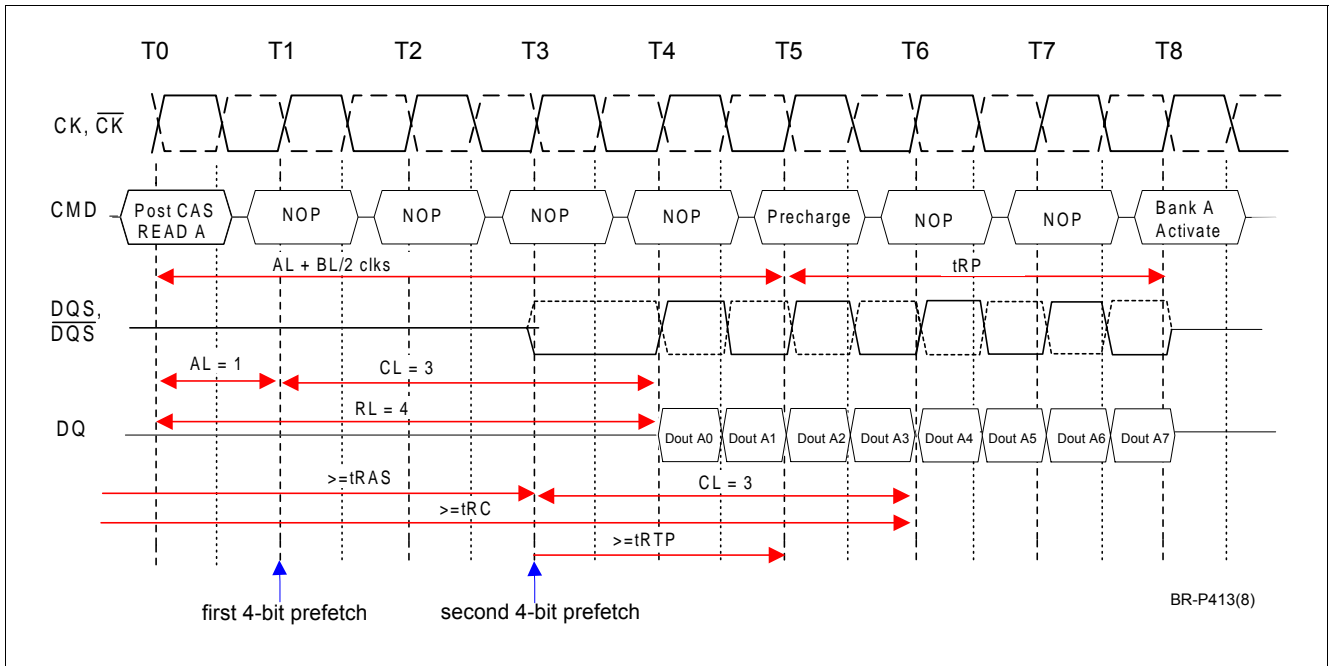 T0 T1 T2 T3 T4 T5 T6 T7 T8
CK, CK
CMD Post CAS READ A NOP NOP NOP NOP Precharge NOP NOP Bank A Activate
AL + BL/2 clks tRP
DQS,
DQS
AL = 1 CL = 3
RL = 4
DQ Dout A0 Dout A1 Dout A2 Dout A3 Dout A4 Dout A5 Dout A6 Dout A7
>=tRAS CL = 3
>=tRC
>=tRTP
first 4-bit prefetch second 4-bit prefetch
BR-P413(8)